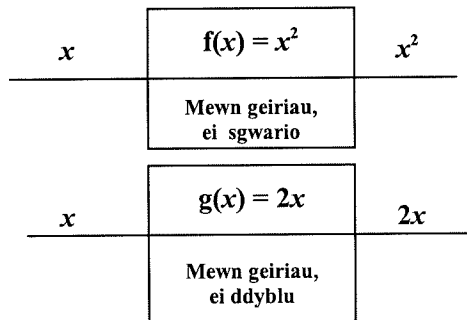 x f(x) = x² x²
Mewn geiriau,
ei sgwario
x g(x) = 2x 2x
Mewn geiriau,
ei ddyblu